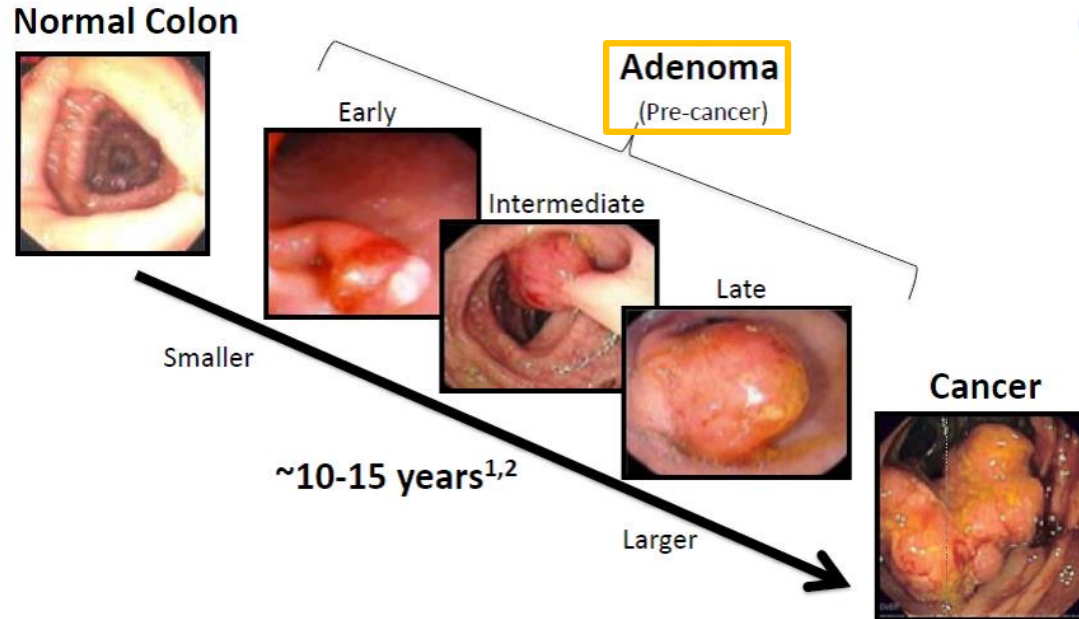 Normal Colon
Adenoma
(Pre-cancer)
Early
Intermediate
Late
Smaller
Cancer
~10-15 years1,2
Larger